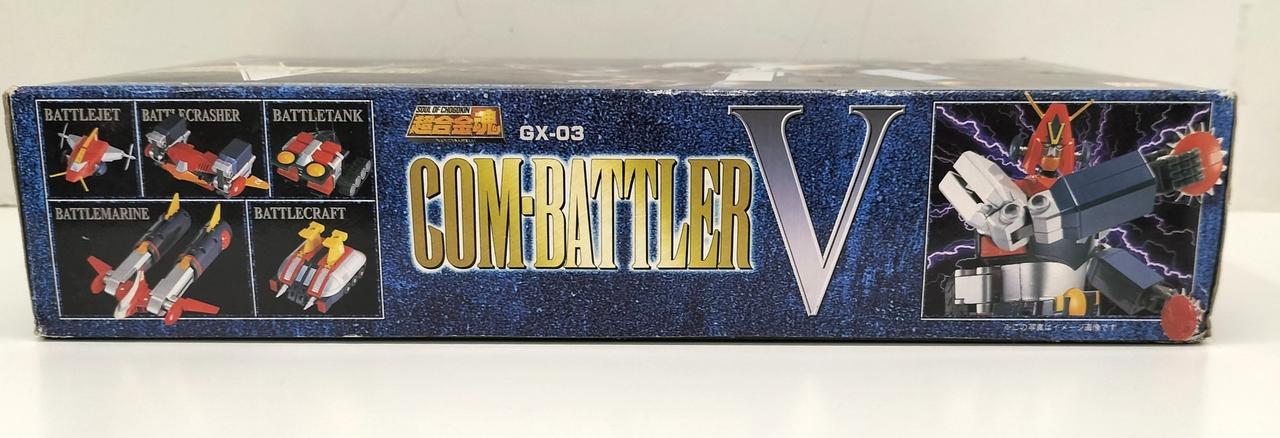 BATTLEJET
BATTLECRASHER
BATTLETANK
BATTLEMARINE
BATTLECRAFT
SOUL OF CHOGOKIN
超合金魂
GX-03
COM-BATTLER V
※この写真はイメージ画像です